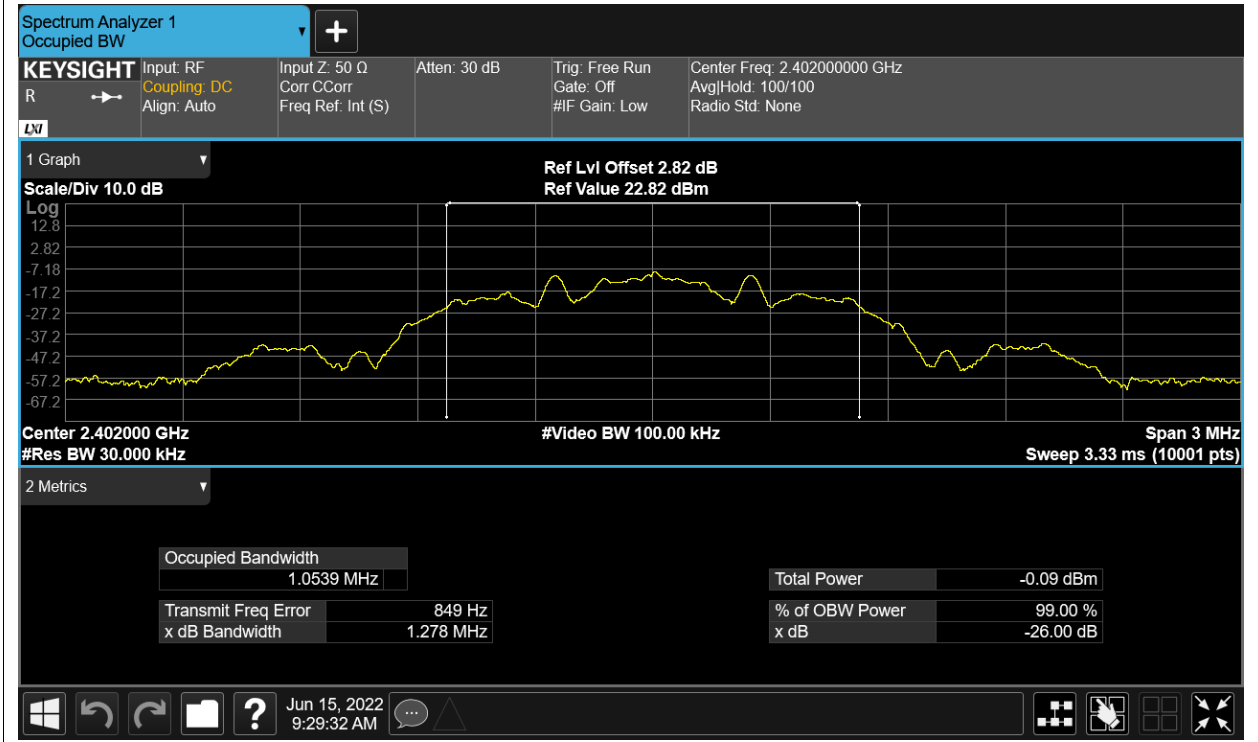 Spectrum Analyzer 1
Occupied BW
KEYSIGHT Input: RF Input Z: 50 Ω Atten: 30 dB Trig: Free Run Center Freq: 2.402000000 GHz
R Coupling: DC Corr CCorr Gate: Off Avg|Hold: 100/100
Align: Auto Freq Ref: Int (S) #IF Gain: Low Radio Std: None
LXI
1 Graph
Ref Lvl Offset 2.82 dB
Scale/Div 10.0 dB Ref Value 22.82 dBm
Log
12.8
2.82
-7.18
-17.2
-27.2
-37.2
-47.2
-57.2
-67.2
Center 2.402000 GHz #Video BW 100.00 kHz Span 3 MHz
#Res BW 30.000 kHz Sweep 3.33 ms (10001 pts)
2 Metrics
Occupied Bandwidth
1.0539 MHz Total Power -0.09 dBm
Transmit Freq Error 849 Hz % of OBW Power 99.00 %
x dB Bandwidth 1.278 MHz x dB -26.00 dB
? Jun 15, 2022
9:29:32 AM